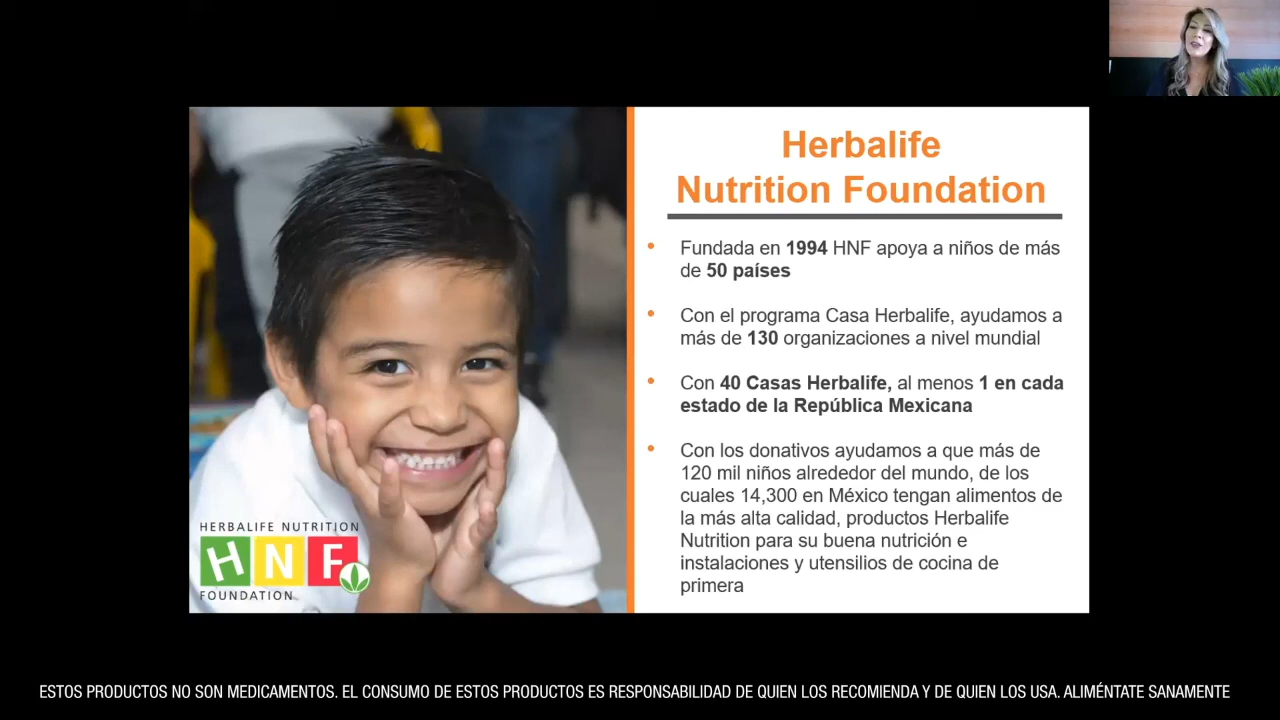 Herbalife
Nutrition Foundation
• Fundada en 1994 HNF apoya a niños de más
de 50 países
• Con el programa Casa Herbalife, ayudamos a
más de 130 organizaciones a nivel mundial
• Con 40 Casas Herbalife, al menos 1 en cada
estado de la República Mexicana
• Con los donativos ayudamos a que más de
120 mil niños alrededor del mundo, de los
cuales 14,300 en México tengan alimentos de
la más alta calidad, productos Herbalife
Nutrition para su buena nutrición e
instalaciones y utensilios de cocina de
primera
HERBALIFE NUTRITION
HNF
FOUNDATION
ESTOS PRODUCTOS NO SON MEDICAMENTOS. EL CONSUMO DE ESTOS PRODUCTOS ES RESPONSABILIDAD DE QUIEN LOS RECOMIENDA Y DE QUIEN LOS USA. ALIMÉNTATE SANAMENTE